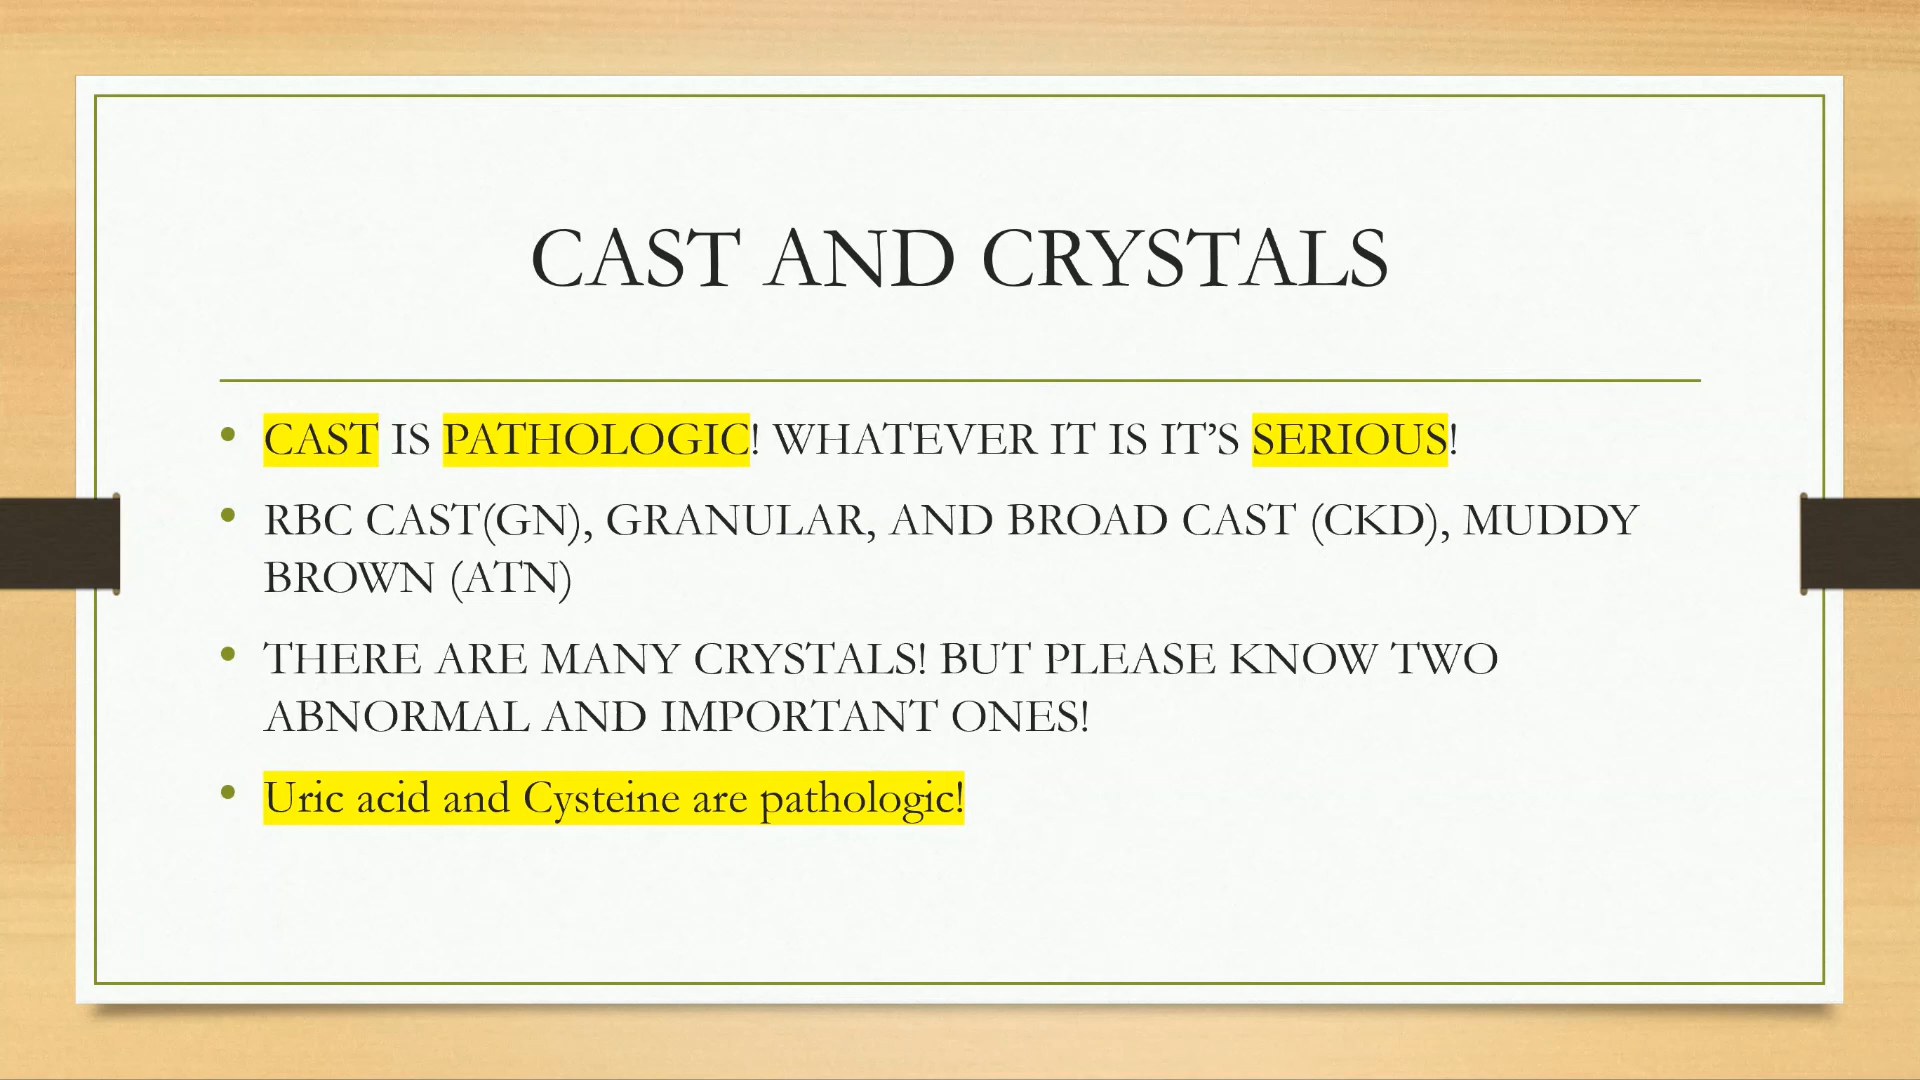 CAST AND CRYSTALS
• CAST IS PATHOLOGIC! WHATEVER IT IS IT’S SERIOUS!
• RBC CAST(GN), GRANULAR, AND BROAD CAST (CKD), MUDDY
BROWN (ATN)
• THERE ARE MANY CRYSTALS! BUT PLEASE KNOW TWO
ABNORMAL AND IMPORTANT ONES!
• Uric acid and Cysteine are pathologic!